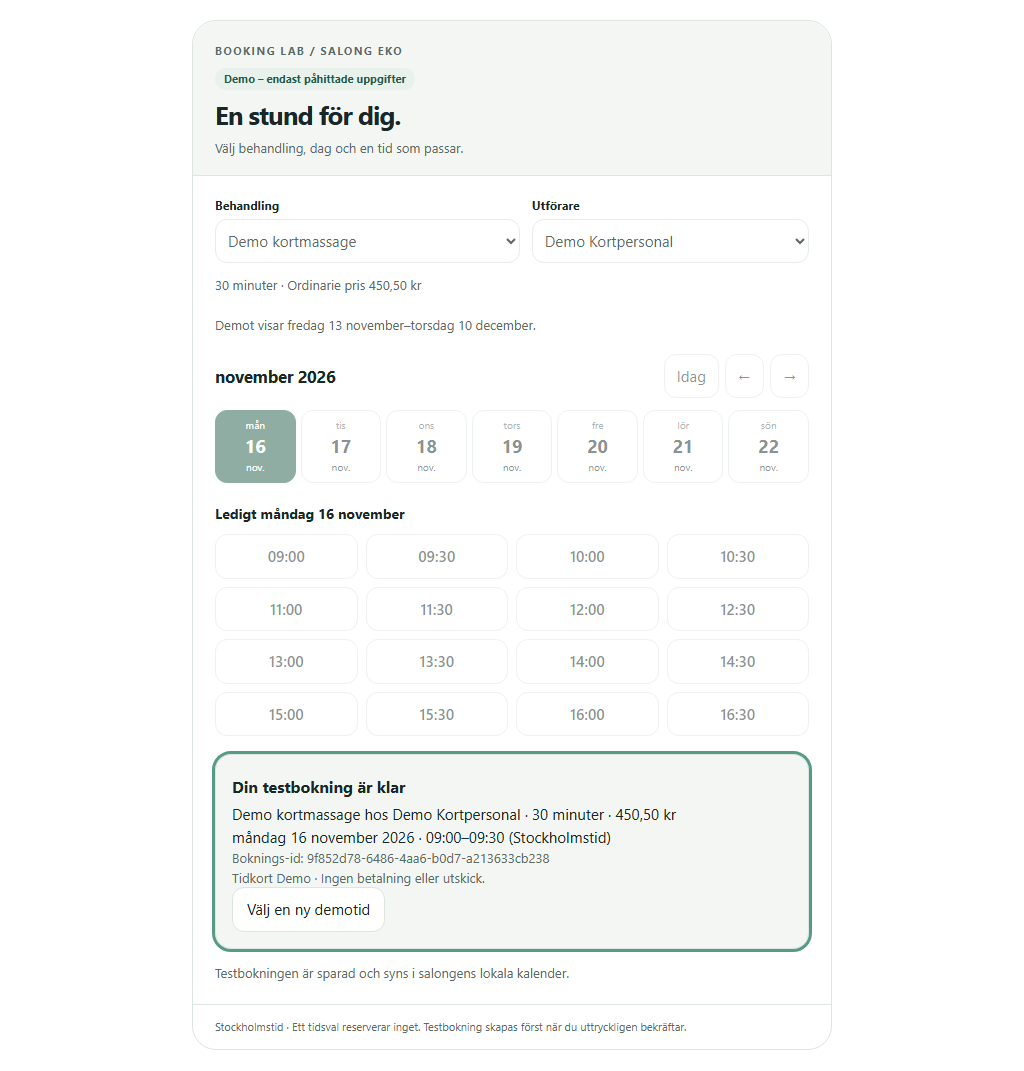 BOOKING LAB / SALONG EKO
Demo – endast påhittade uppgifter
En stund för dig.
Välj behandling, dag och en tid som passar.
Behandling Utförare
Demo kortmassage Demo Kortpersonal
30 minuter · Ordinarie pris 450,50 kr
Demot visar fredag 13 november–torsdag 10 december.
november 2026 Idag ← →
mån tis ons tors fre lör sön
16 17 18 19 20 21 22
nov. nov. nov. nov. nov. nov. nov.
Ledigt måndag 16 november
09:00 09:30 10:00 10:30
11:00 11:30 12:00 12:30
13:00 13:30 14:00 14:30
15:00 15:30 16:00 16:30
Din testbokning är klar
Demo kortmassage hos Demo Kortpersonal · 30 minuter · 450,50 kr
måndag 16 november 2026 · 09:00–09:30 (Stockholmstid)
Boknings-id: 9f852d78-6486-4aa6-b0d7-a213633cb238
Tidkort Demo · Ingen betalning eller utskick.
Välj en ny demotid
Testbokningen är sparad och syns i salongens lokala kalender.
Stockholmstid · Ett tidsval reserverar inget. Testbokning skapas först när du uttryckligen bekräftar.